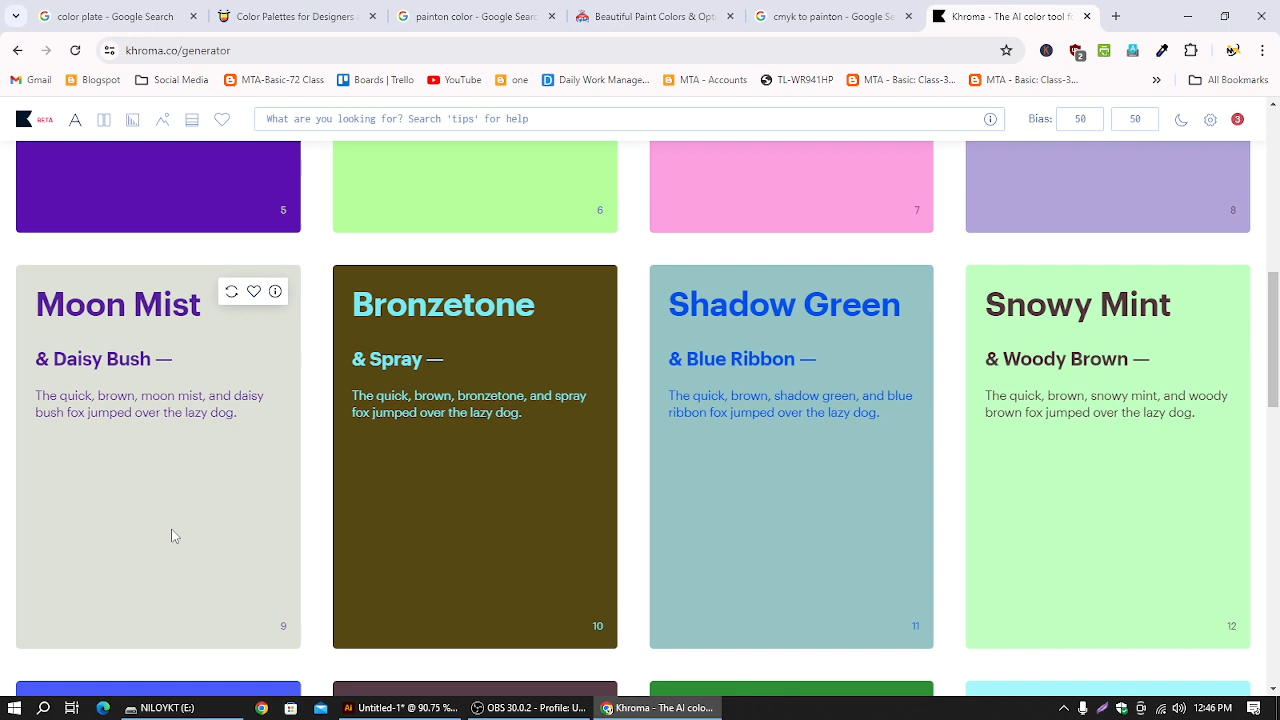 color plate - Google Search
Color Palettes for Designers
painton color - Google Sear
Beautiful Paint Colors & Opt
cmyk to painton - Google Se
Khroma - The AI color tool fo
khroma.co/generator
2
Gmail
Blogspot
Social Media
MTA-Basic-72 Class
Boards | Trello
YouTube
one
Daily Work Manage...
MTA - Accounts
TL-WR941HP
MTA - Basic: Class-3...
MTA - Basic: Class-3...
»
All Bookmarks
BETA
What are you looking for? Search 'tips' for help
Bias:
50
50
3
5
6
7
8
Moon Mist
& Daisy Bush —
The quick, brown, moon mist, and daisy
bush fox jumped over the lazy dog.
9
Bronzetone
& Spray —
The quick, brown, bronzetone, and spray
fox jumped over the lazy dog.
10
Shadow Green
& Blue Ribbon —
The quick, brown, shadow green, and blue
ribbon fox jumped over the lazy dog.
11
Snowy Mint
& Woody Brown —
The quick, brown, snowy mint, and woody
brown fox jumped over the lazy dog.
12
NILOYKT (E:)
Untitled-1* @ 90.75 %...
OBS 30.0.2 - Profile: U...
Khroma - The AI colo...
12:46 PM